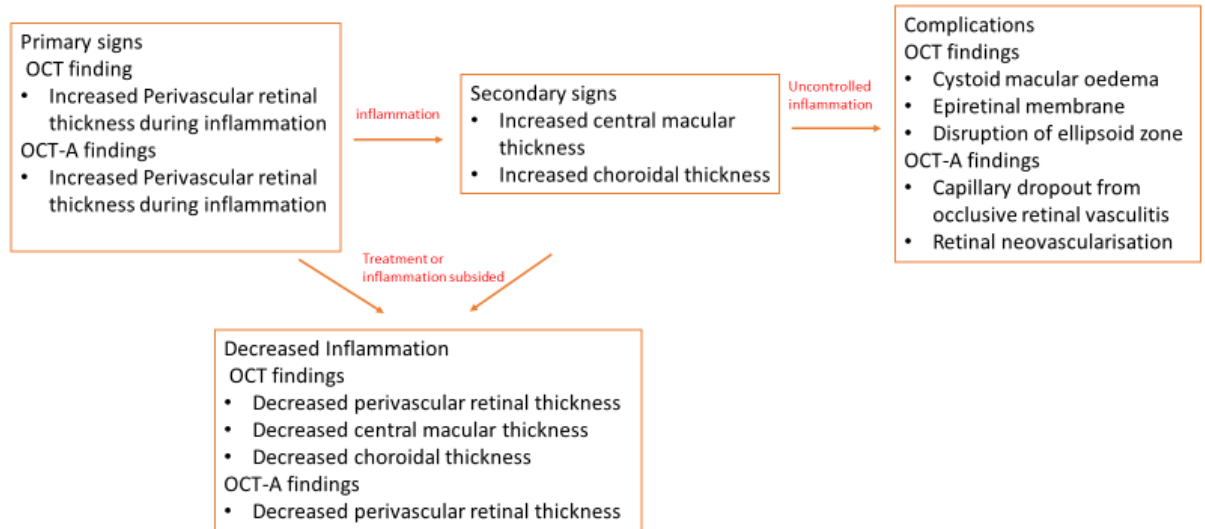 Primary signs
OCT finding
• Increased Perivascular retinal
thickness during inflammation
OCT-A findings
• Increased Perivascular retinal
thickness during inflammation
inflammation
Secondary signs
• Increased central macular
thickness
• Increased choroidal thickness
Uncontrolled
inflammation
Complications
OCT findings
• Cystoid macular oedema
• Epiretinal membrane
• Disruption of ellipsoid zone
OCT-A findings
• Capillary dropout from
occlusive retinal vasculitis
• Retinal neovascularisation
Treatment or
inflammation subsided
Decreased Inflammation
OCT findings
• Decreased perivascular retinal thickness
• Decreased central macular thickness
• Decreased choroidal thickness
OCT-A findings
• Decreased perivascular retinal thickness